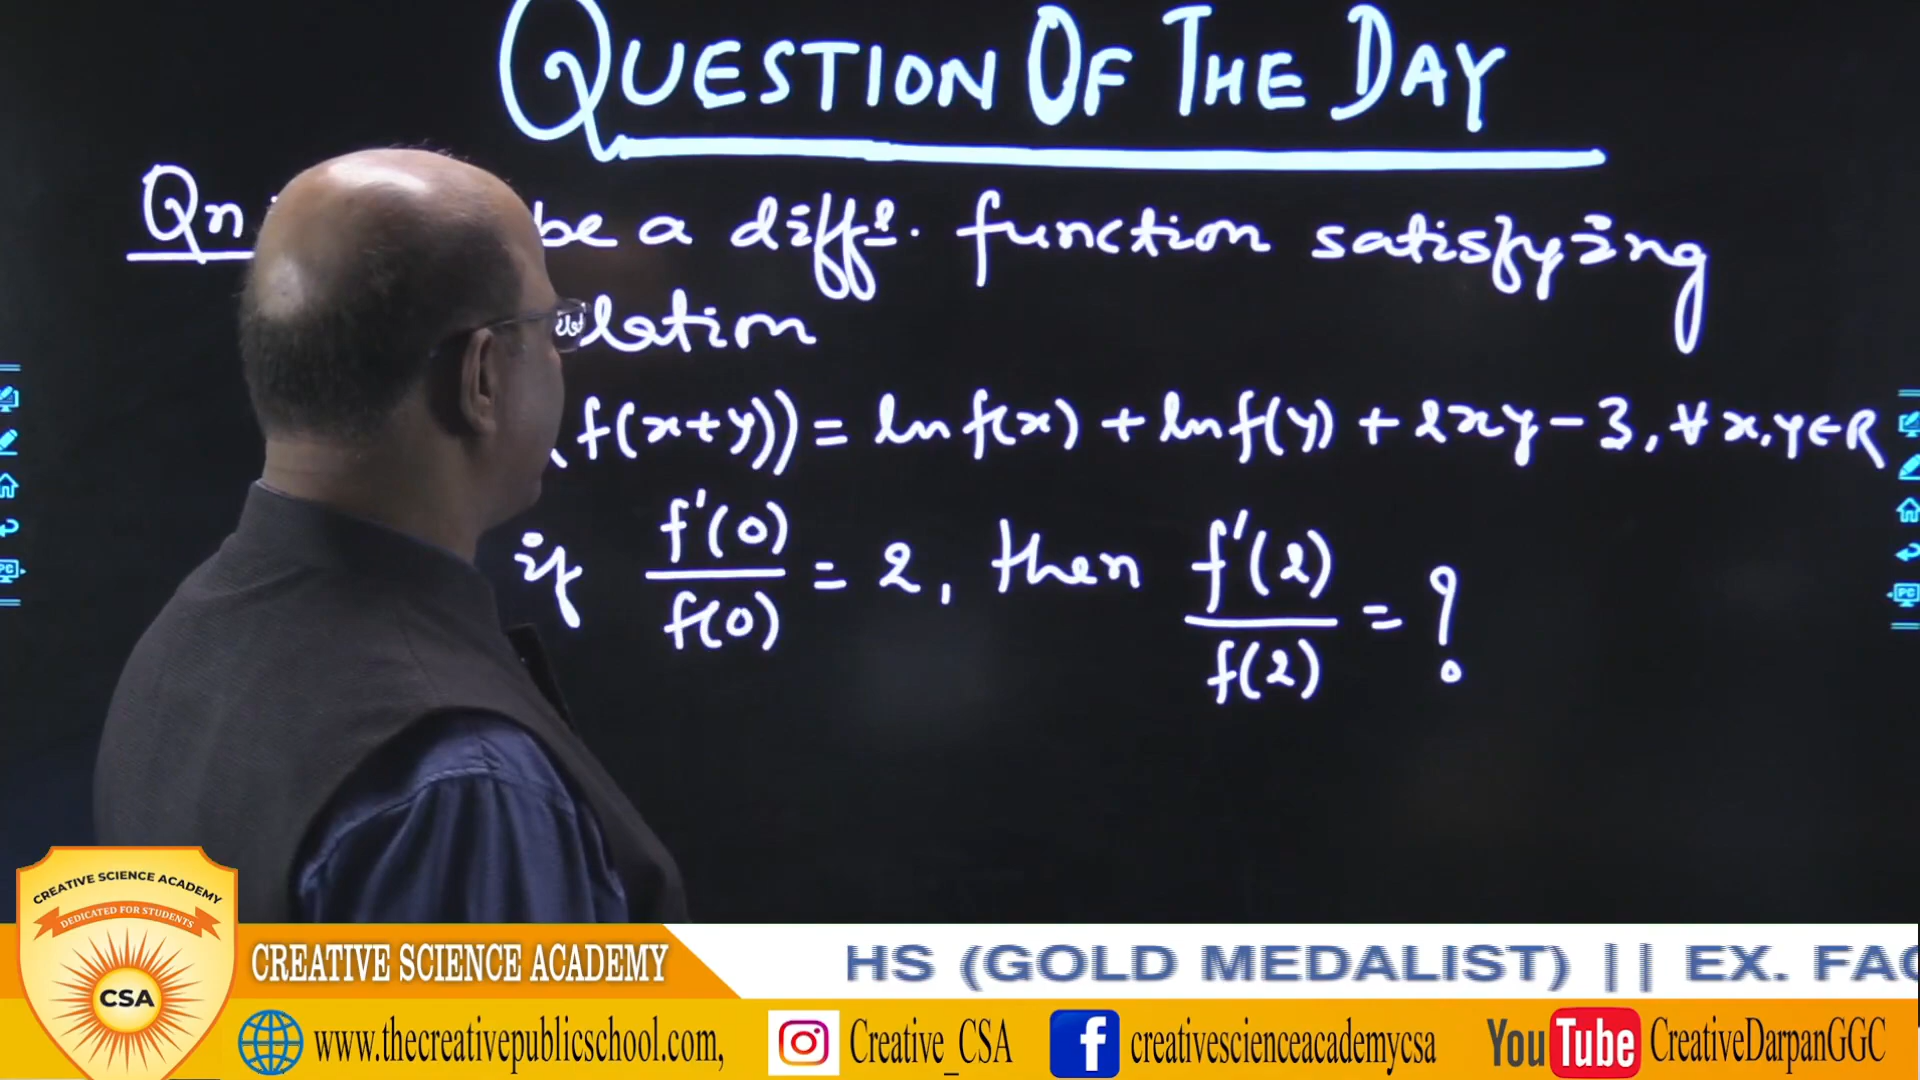 QUESTION OF THE DAY
Qn be a diffl. function satisfying
lation
f(x+y)) = ln f(x) + ln f(y) + 2xy - 3, ∀ x, y ∈ R
if f'(0)/f(0) = 2, then f'(2)/f(2) = ?
CREATIVE SCIENCE ACADEMY
DEDICATED FOR STUDENTS
CSA
CREATIVE SCIENCE ACADEMY
HS (GOLD MEDALIST) || EX. FAC
www.thecreativepublicschool.com,
Creative_CSA
creativescienceacademycsa
YouTube CreativeDarpanGGC